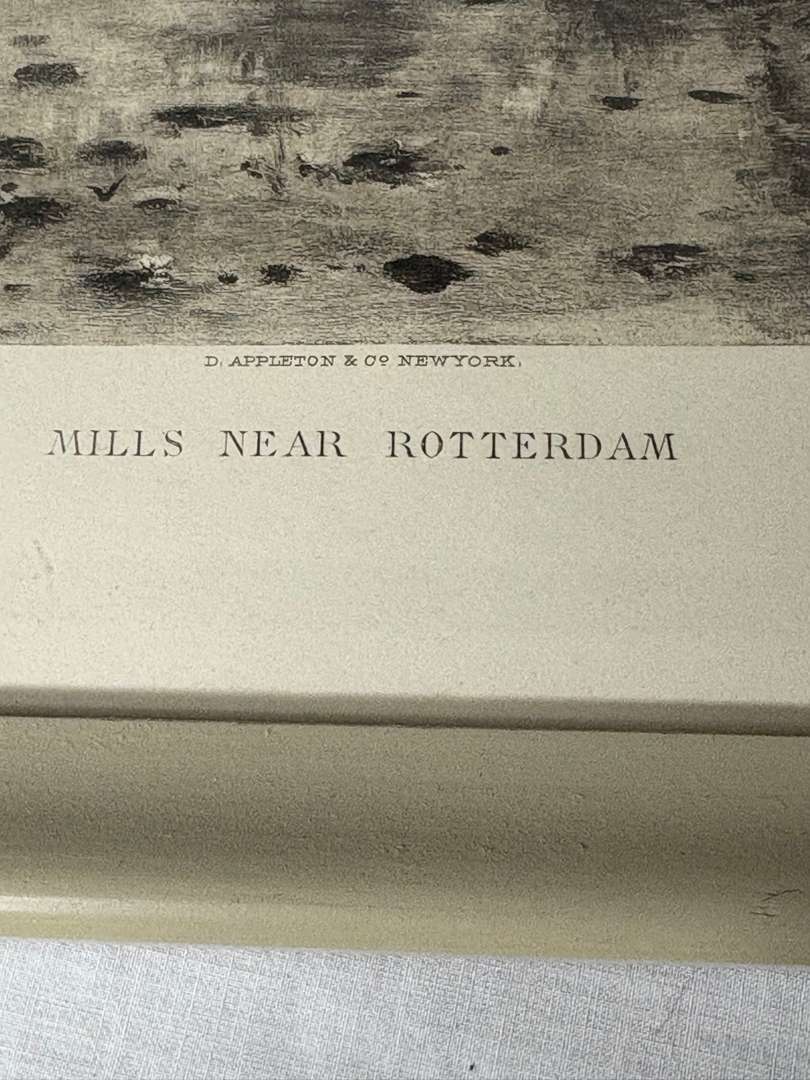 D. APPLETON & Cº NEWYORK.
MILLS NEAR ROTTERDAM